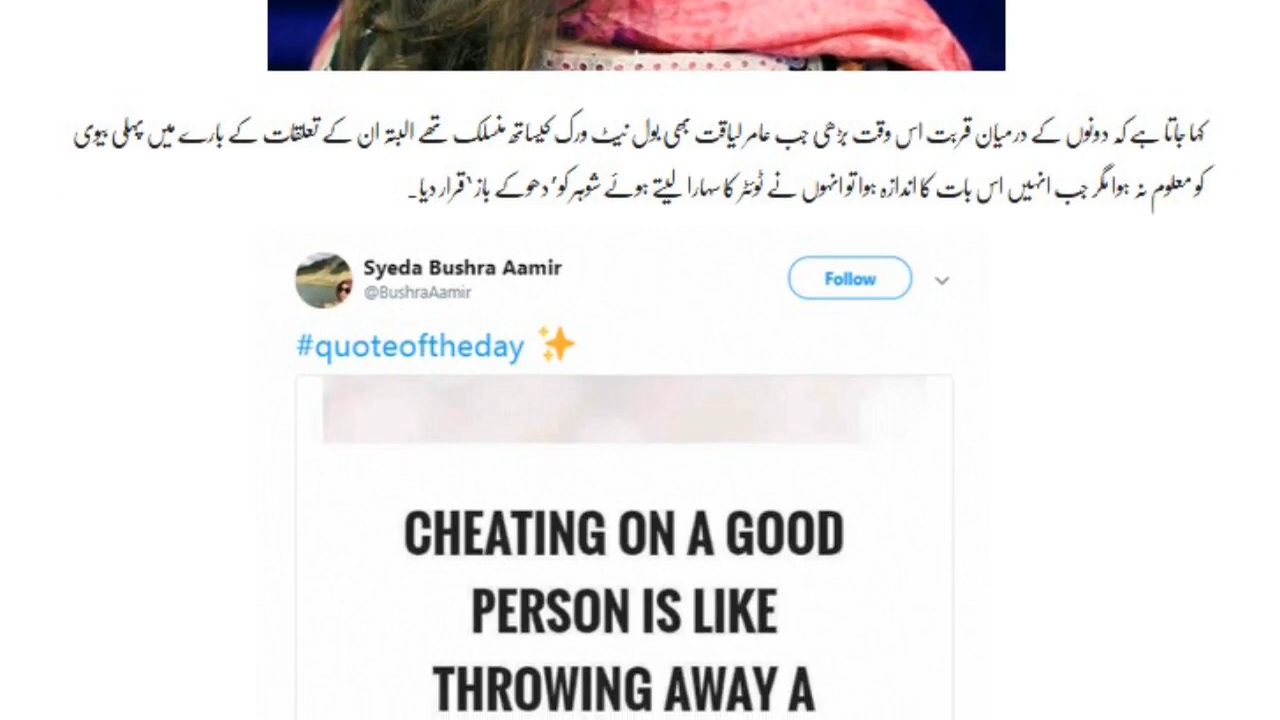 کہا جاتا ہے کہ دونوں کے درمیان قربت اس وقت بڑھی جب عامر لیاقت بھی بول نیٹ ورک کیساتھ منسلک تھے البتہ ان کے تعلقات کے بارے میں پہلی بیوی
کو معلوم نہ ہوا مگر جب انہیں اس بات کا اندازہ ہوا تو انہوں نے ٹوئٹر کا سہارا لیتے ہوئے شوہر کو ’دھوکے باز‘ قرار دیا۔
Syeda Bushra Aamir
@BushraAamir
Follow
#quoteoftheday ✨
CHEATING ON A GOOD
PERSON IS LIKE
THROWING AWAY A